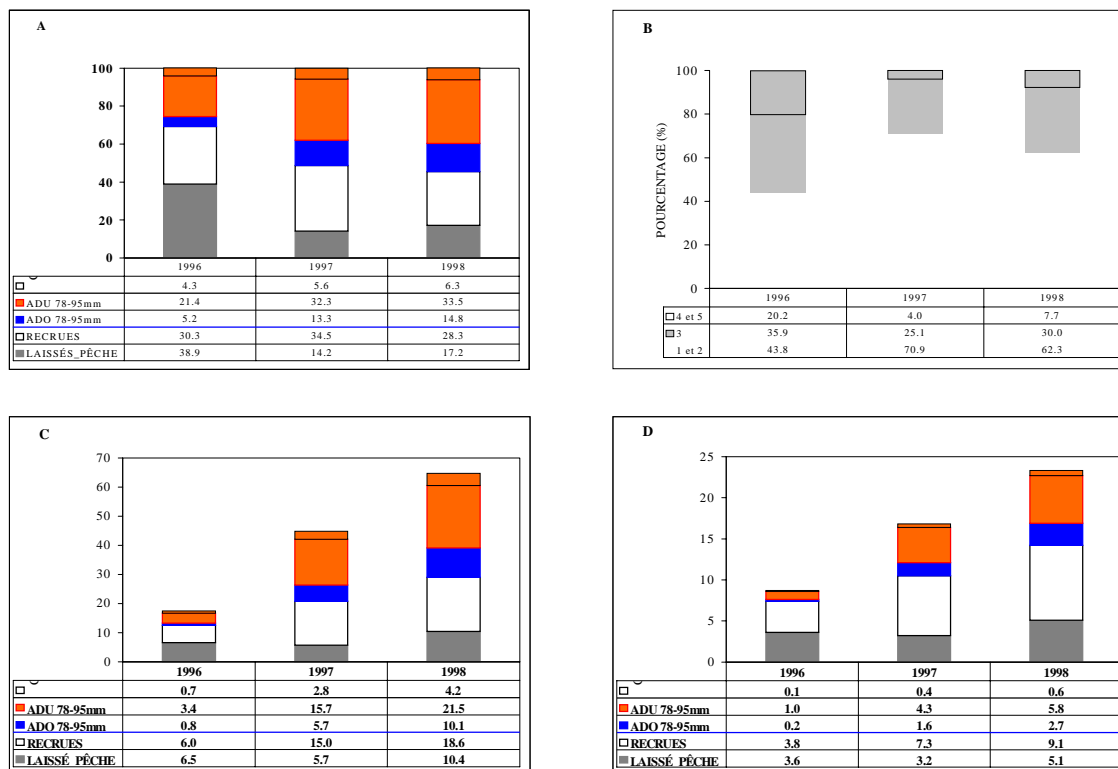 A
100
80
60
40
20
0
1996 1997 1998
4.3 5.6 6.3
ADU 78-95mm 21.4 32.3 33.5
ADO 78-95mm 5.2 13.3 14.8
RECRUES 30.3 34.5 28.3
LAISSÉS_PÊCHE 38.9 14.2 17.2
B
POURCENTAGE (%)
100
80
60
40
20
0
1996 1997 1998
4 et 5 20.2 4.0 7.7
3 35.9 25.1 30.0
1 et 2 43.8 70.9 62.3
C
70
60
50
40
30
20
10
0
1996 1997 1998
0.7 2.8 4.2
ADU 78-95mm 3.4 15.7 21.5
ADO 78-95mm 0.8 5.7 10.1
RECRUES 6.0 15.0 18.6
LAISSÉ PÊCHE 6.5 5.7 10.4
D
25
20
15
10
5
0
1996 1997 1998
0.1 0.4 0.6
ADU 78-95mm 1.0 4.3 5.8
ADO 78-95mm 0.2 1.6 2.7
RECRUES 3.8 7.3 9.1
LAISSÉ PÊCHE 3.6 3.2 5.1